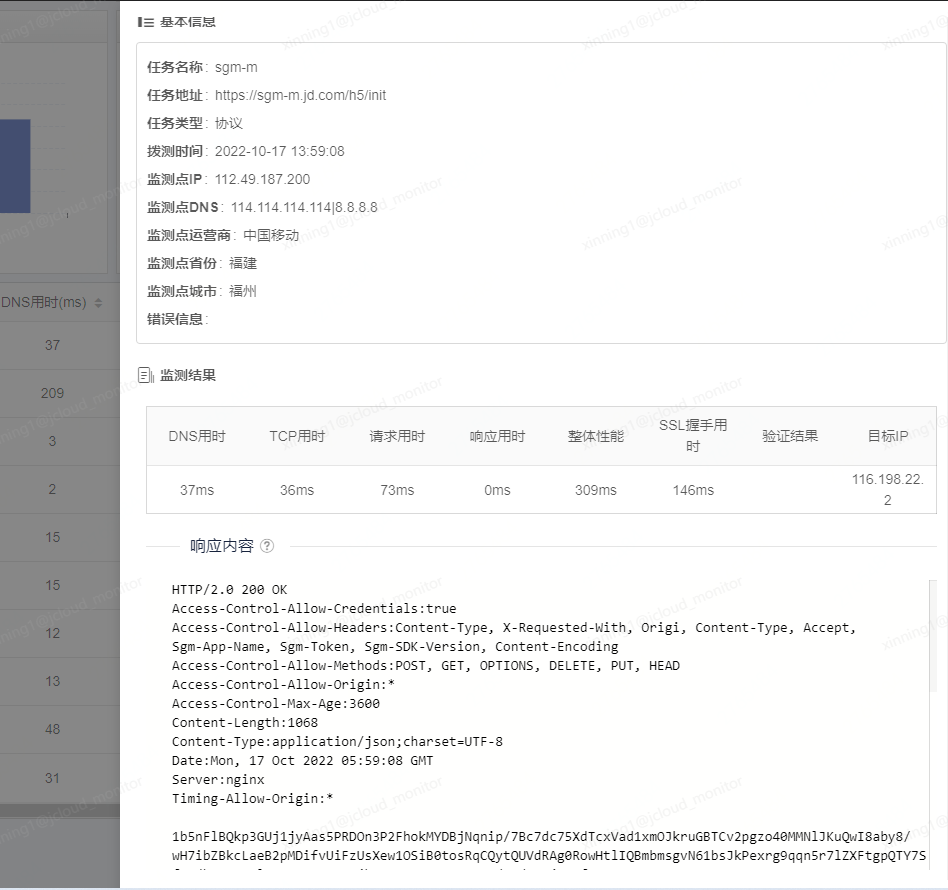 基本信息
任务名称: sgm-m
任务地址: https://sgm-m.jd.com/h5/init
任务类型: 协议
拨测时间: 2022-10-17 13:59:08
监测点IP: 112.49.187.200
监测点DNS: 114.114.114.114|8.8.8.8
监测点运营商: 中国移动
监测点省份: 福建
监测点城市: 福州
错误信息:
DNS用时(ms)
37
209
3
2
15
15
12
13
48
31
监测结果
DNS用时 TCP用时 请求用时 响应用时 整体性能 SSL握手用时 验证结果 目标IP
37ms 36ms 73ms 0ms 309ms 146ms 116.198.22.2
响应内容
HTTP/2.0 200 OK
Access-Control-Allow-Credentials:true
Access-Control-Allow-Headers:Content-Type, X-Requested-With, Origi, Content-Type, Accept,
Sgm-App-Name, Sgm-Token, Sgm-SDK-Version, Content-Encoding
Access-Control-Allow-Methods:POST, GET, OPTIONS, DELETE, PUT, HEAD
Access-Control-Allow-Origin:*
Access-Control-Max-Age:3600
Content-Length:1068
Content-Type:application/json;charset=UTF-8
Date:Mon, 17 Oct 2022 05:59:08 GMT
Server:nginx
Timing-Allow-Origin:*
1b5nFlBQkp3GUj1jyAas5PRDOn3P2FhokMYDBjNqnip/7Bc7dc75XdTcxVad1xmOJkruGBTCv2pgzo40MMNlJKuQwI8aby8/
wH7ibZBkcLaeB2pMDifvUiFzUsXew1OSiB0tosRqCQytQUVdRAg0RowHtlIQBmbmsgvN61bsJkPexrg9qqn5r7lZXFtgpQTY7S
xinning1@jcloud_monitor